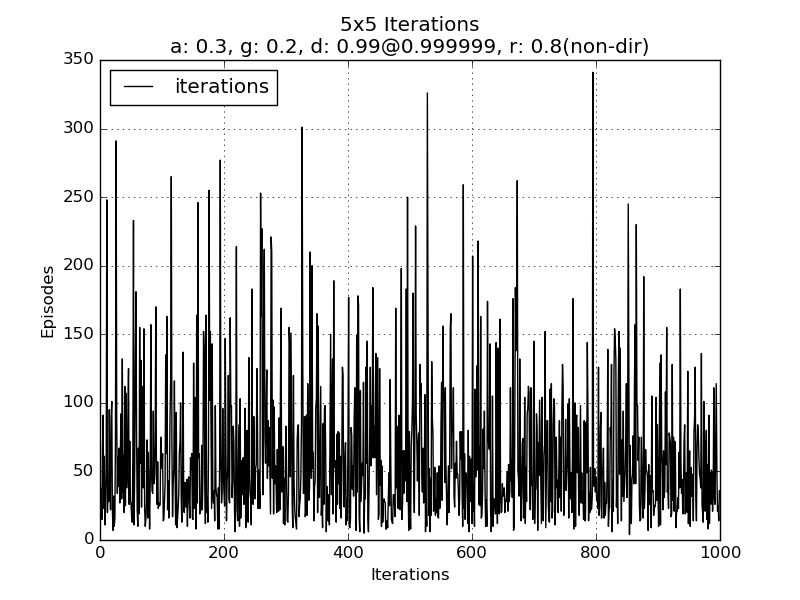 5x5 Iterations
a: 0.3, g: 0.2, d: 0.99@0.999999, r: 0.8(non-dir)
iterations
350
300
250
200
150
100
50
0
Episodes
0 200 400 600 800 1000
Iterations